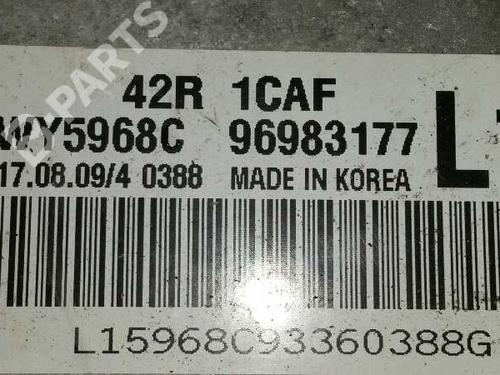 42R 1CAF
WY5968C 96983177 L
17.08.09/4 0388 MADE IN KOREA
L15968C93360388G
D-PARTS